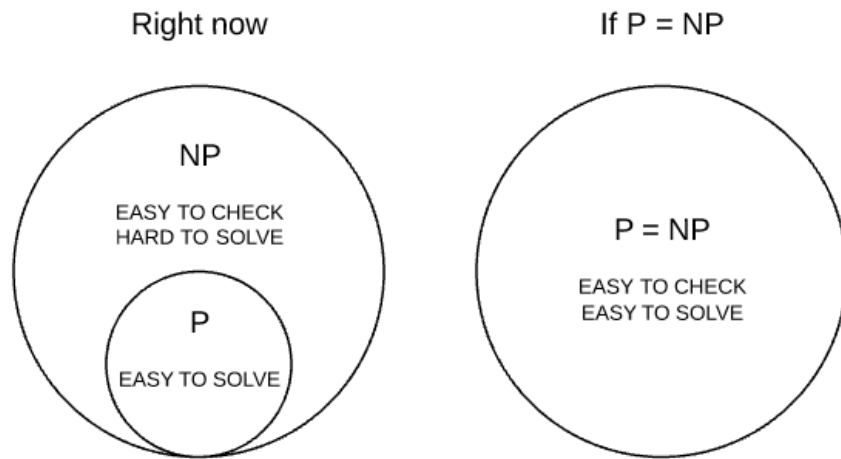 Right now
NP
EASY TO CHECK
HARD TO SOLVE
P
EASY TO SOLVE
If P = NP
P = NP
EASY TO CHECK
EASY TO SOLVE